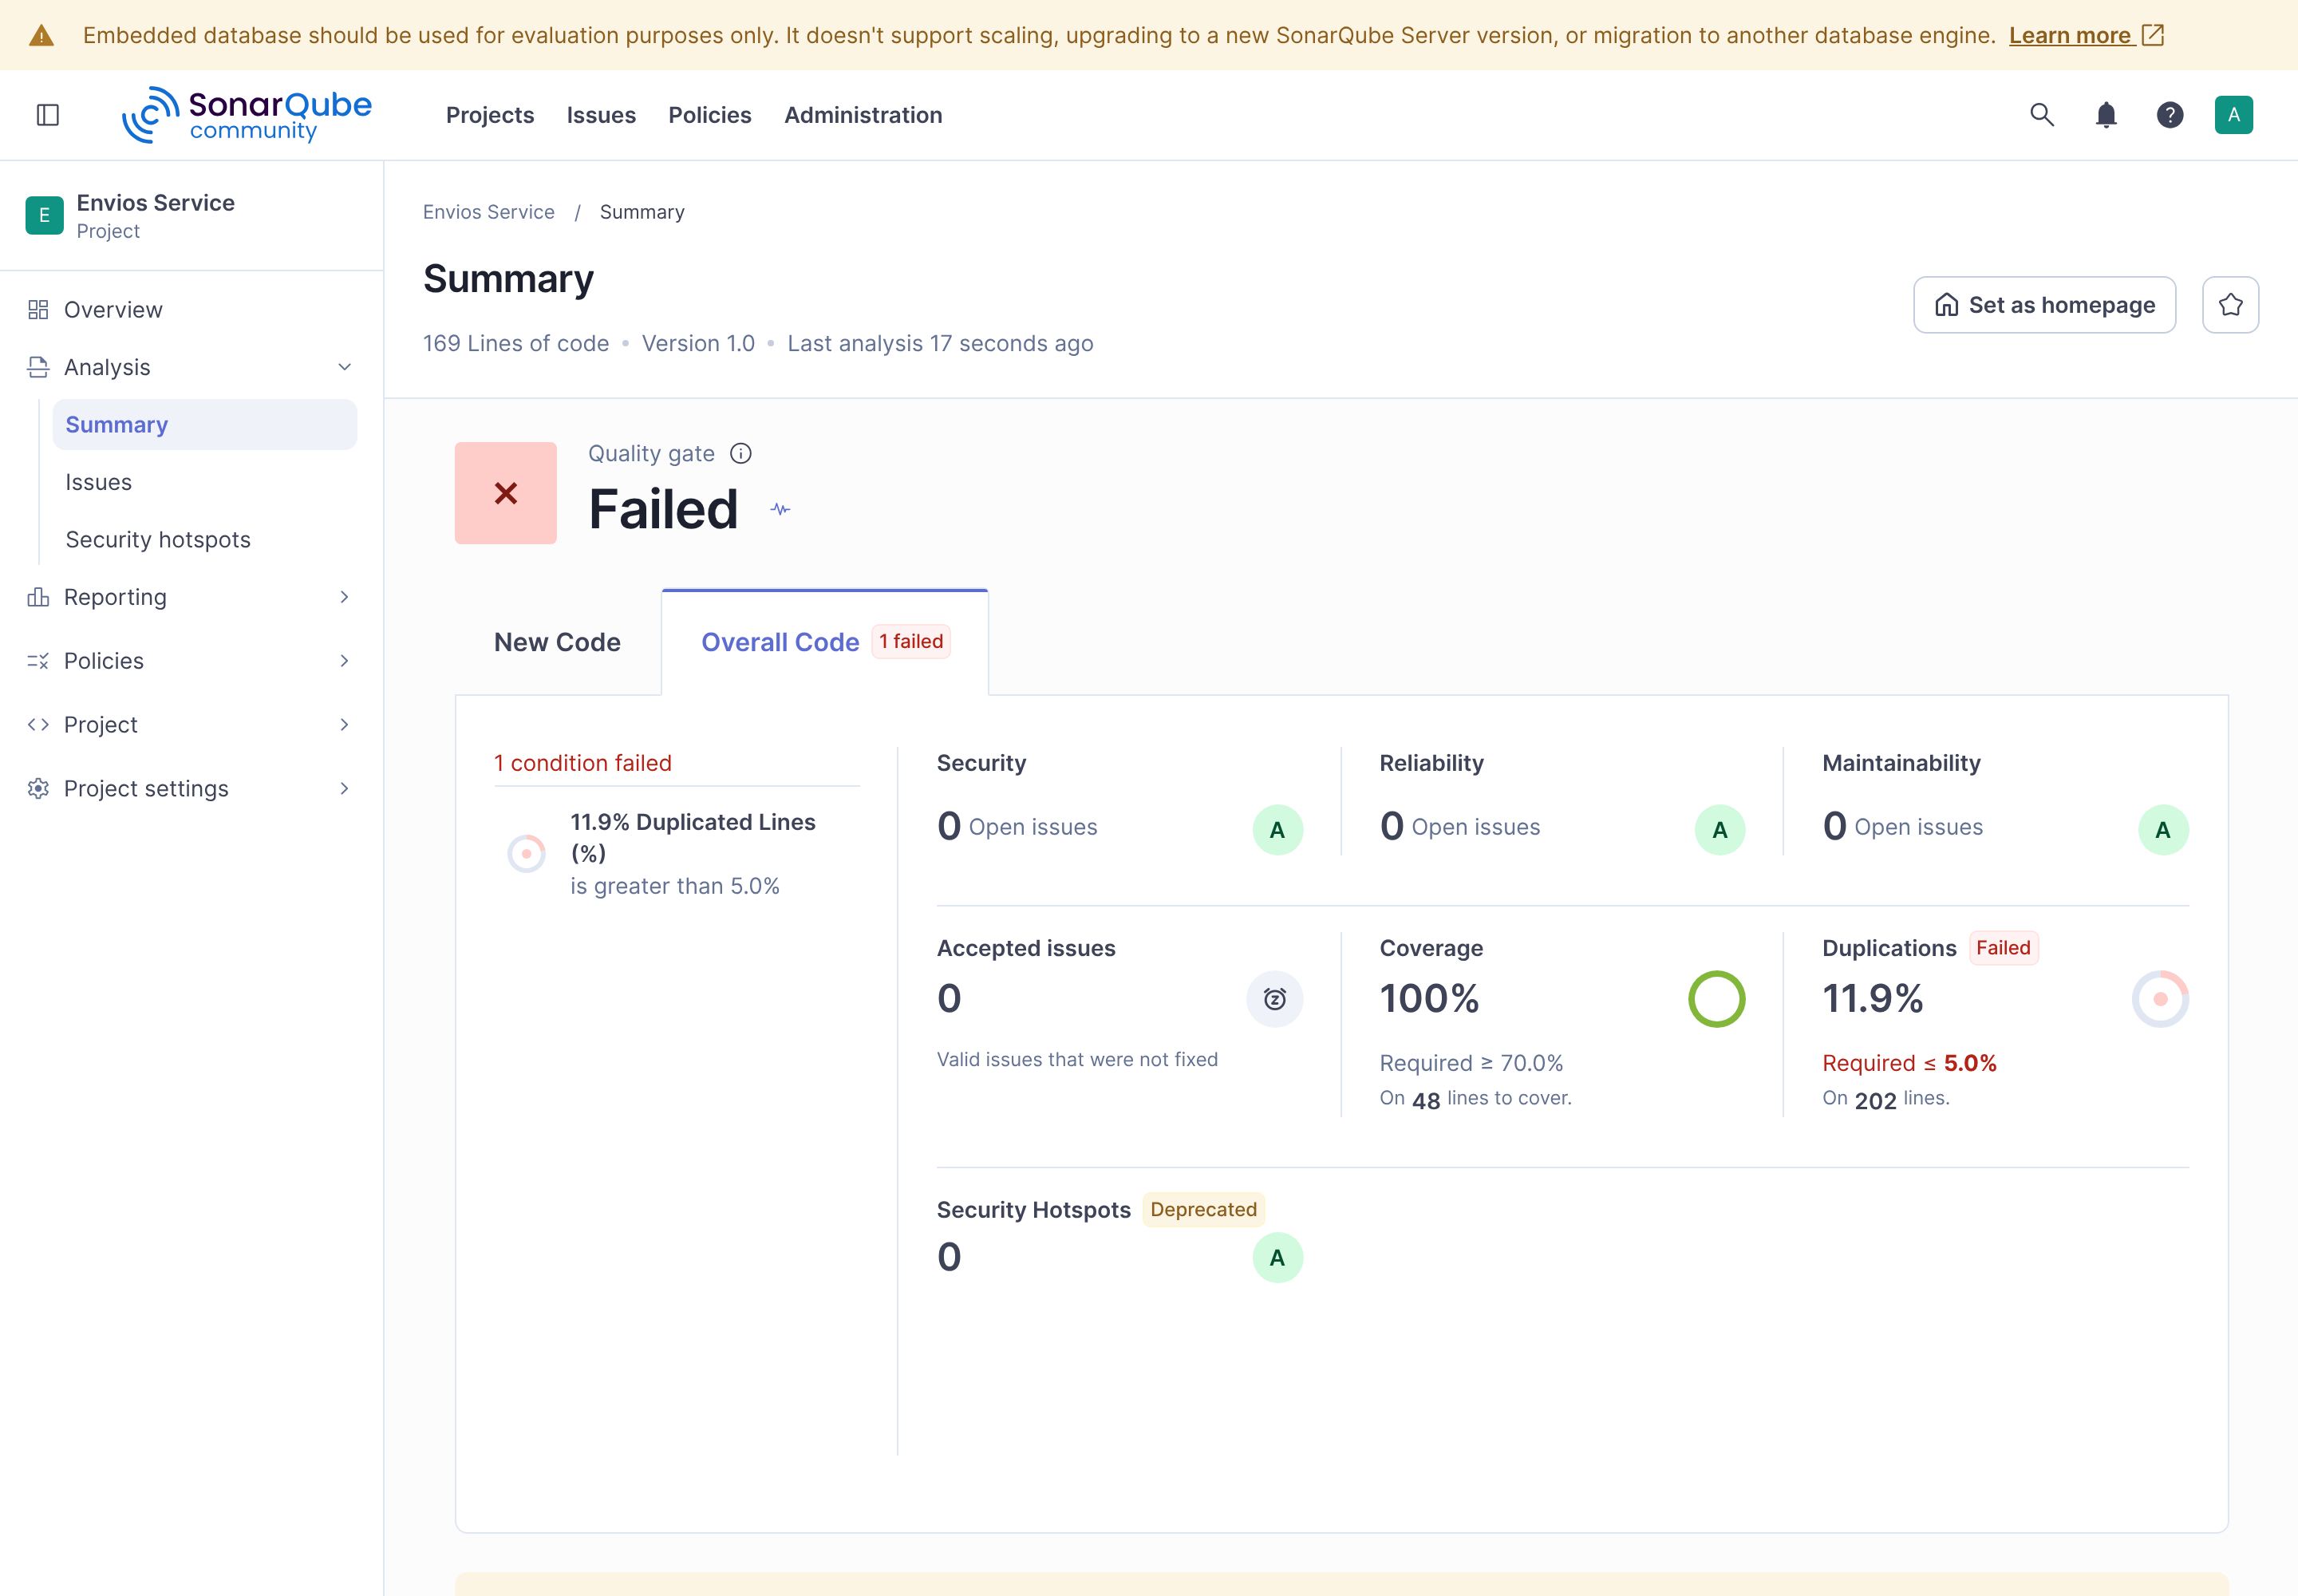 Embedded database should be used for evaluation purposes only. It doesn't support scaling, upgrading to a new SonarQube Server version, or migration to another database engine. Learn more
SonarQube community
Projects Issues Policies Administration
? A
E
Envios Service
Project
Overview
Analysis
Summary
Issues
Security hotspots
Reporting
Policies
Project
Project settings
Envios Service / Summary
Summary
169 Lines of code • Version 1.0 • Last analysis 17 seconds ago
Set as homepage
Quality gate
Failed
New Code
Overall Code 1 failed
1 condition failed
11.9% Duplicated Lines
(%)
is greater than 5.0%
Security
0 Open issues A
Reliability
0 Open issues A
Maintainability
0 Open issues A
Accepted issues
0
Valid issues that were not fixed
Coverage
100%
Required ≥ 70.0%
On 48 lines to cover.
Duplications Failed
11.9%
Required ≤ 5.0%
On 202 lines.
Security Hotspots Deprecated
0 A